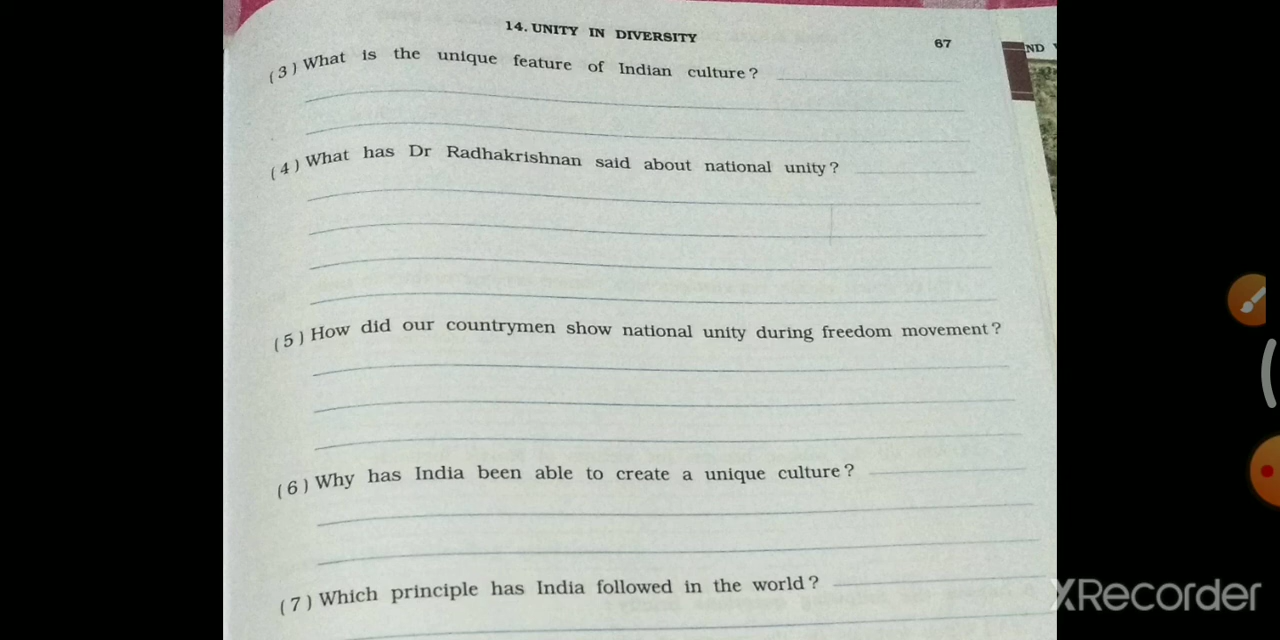 14. UNITY IN DIVERSITY
67
ND
(3) What is the unique feature of Indian culture?
(4) What has Dr Radhakrishnan said about national unity?
(5) How did our countrymen show national unity during freedom movement?
(6) Why has India been able to create a unique culture?
(7) Which principle has India followed in the world?
XRecorder